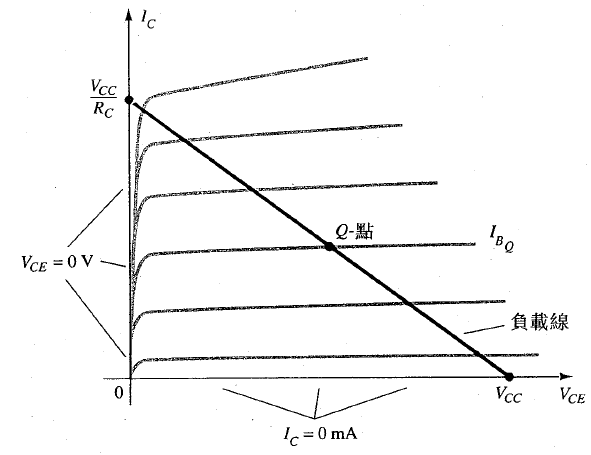 I_C
V_CC
R_C
Q-點
I_BQ
V_CE = 0 V
負載線
0
V_CC
V_CE
I_C = 0 mA